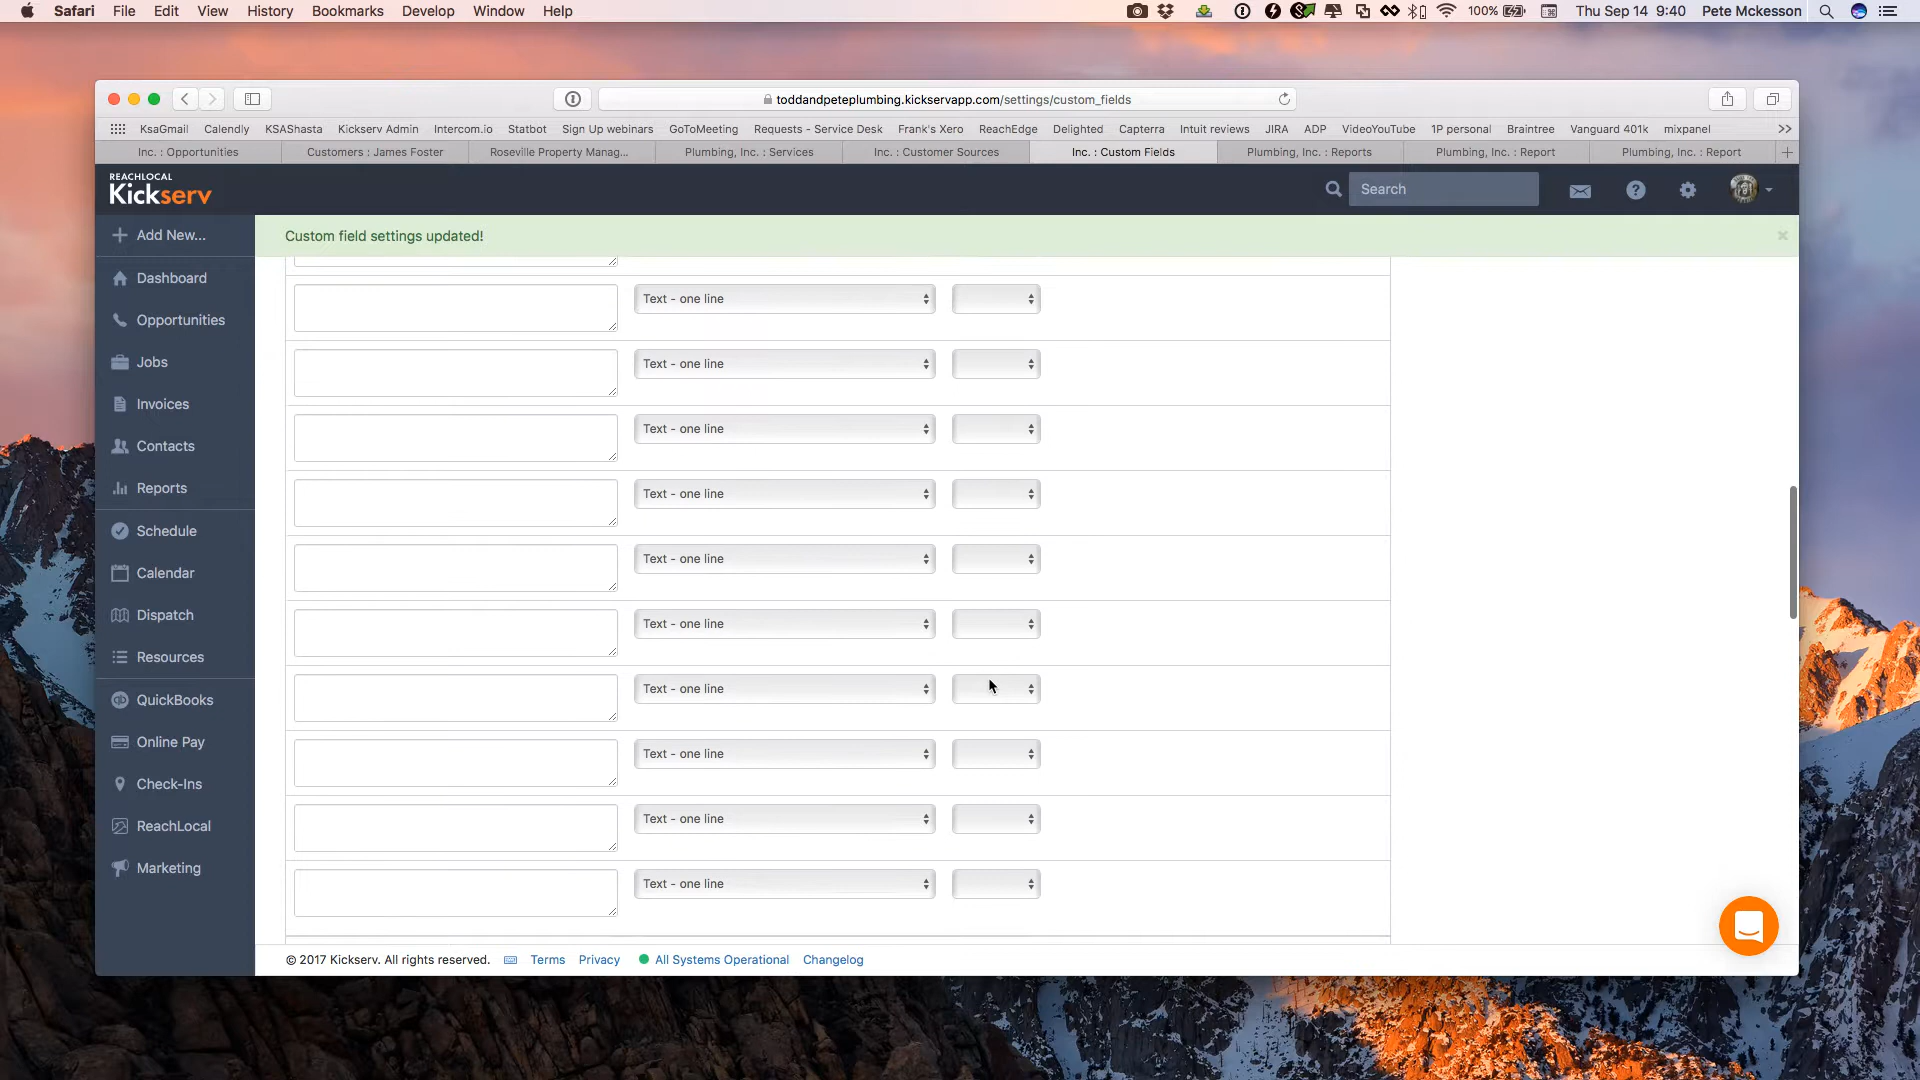 Safari File Edit View History Bookmarks Develop Window Help 100% Thu Sep 14 9:40 Pete Mckesson
toddandpeteplumbing.kickservapp.com/settings/custom_fields
KsaGmail Calendly KSAShasta Kickserv Admin Intercom.io Statbot Sign Up webinars GoToMeeting Requests - Service Desk Frank's Xero ReachEdge Delighted Capterra Intuit reviews JIRA ADP VideoYouTube 1P personal Braintree Vanguard 401k mixpanel
Inc. : Opportunities Customers : James Foster Roseville Property Manag... Plumbing, Inc. : Services Inc. : Customer Sources Inc. : Custom Fields Plumbing, Inc. : Reports Plumbing, Inc. : Report Plumbing, Inc. : Report
REACHLOCAL
Kickserv
Search
Add New...
Custom field settings updated!
Dashboard
Opportunities
Jobs
Invoices
Contacts
Reports
Schedule
Calendar
Dispatch
Resources
QuickBooks
Online Pay
Check-Ins
ReachLocal
Marketing
Text - one line
Text - one line
Text - one line
Text - one line
Text - one line
Text - one line
Text - one line
Text - one line
Text - one line
Text - one line
© 2017 Kickserv. All rights reserved. Terms Privacy All Systems Operational Changelog